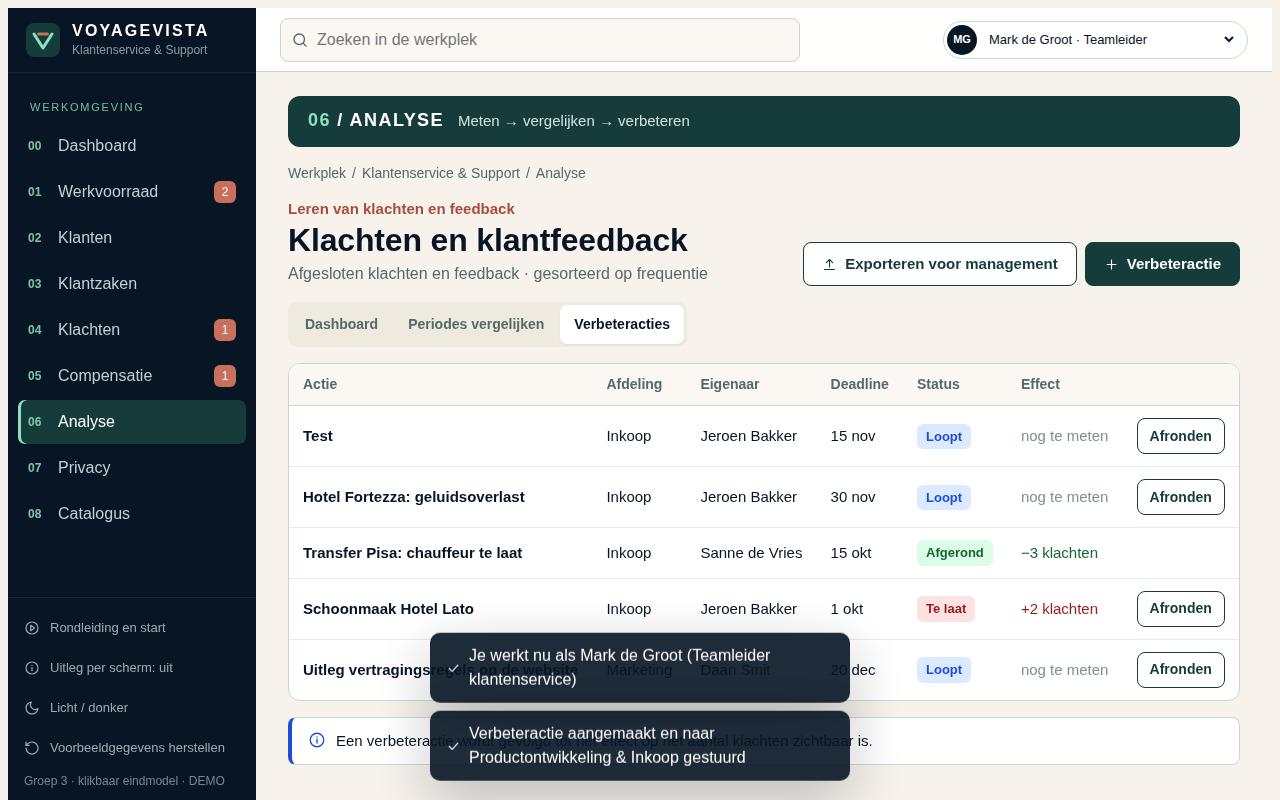 VOYAGEVISTA
Klantenservice & Support
Zoeken in de werkplek
MG Mark de Groot · Teamleider
WERKOMGEVING
00 Dashboard
01 Werkvoorraad 2
02 Klanten
03 Klantzaken
04 Klachten 1
05 Compensatie 1
06 Analyse
07 Privacy
08 Catalogus
Rondleiding en start
Uitleg per scherm: uit
Licht / donker
Voorbeeldgegevens herstellen
Groep 3 · klikbaar eindmodel · DEMO
06 / ANALYSE Meten → vergelijken → verbeteren
Werkplek / Klantenservice & Support / Analyse
Leren van klachten en feedback
Klachten en klantfeedback
Afgesloten klachten en feedback · gesorteerd op frequentie
Exporteren voor management
+ Verbeteractie
Dashboard Periodes vergelijken Verbeteracties
Actie Afdeling Eigenaar Deadline Status Effect
Test Inkoop Jeroen Bakker 15 nov Loopt nog te meten Afronden
Hotel Fortezza: geluidsoverlast Inkoop Jeroen Bakker 30 nov Loopt nog te meten Afronden
Transfer Pisa: chauffeur te laat Inkoop Sanne de Vries 15 okt Afgerond −3 klachten
Schoonmaak Hotel Lato Inkoop Jeroen Bakker 1 okt Te laat +2 klachten Afronden
Uitleg vertragingsregels op de website Marketing Daan Smit 20 dec Loopt nog te meten Afronden
Een verbeteractie wordt gevolgd tot het effect op het aantal klachten zichtbaar is.
Je werkt nu als Mark de Groot (Teamleider
klantenservice)
Verbeteractie aangemaakt en naar
Productontwikkeling & Inkoop gestuurd